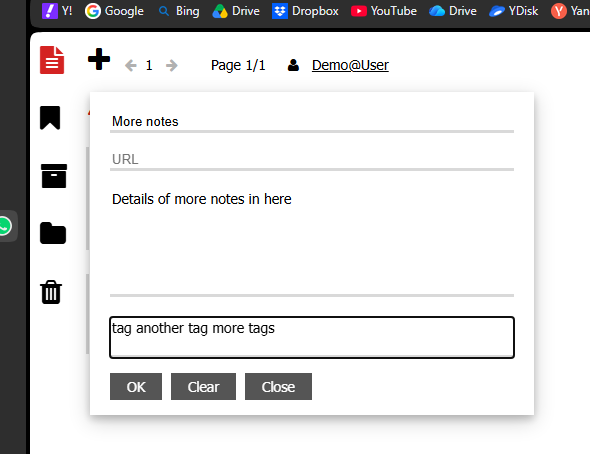 Y! Google Bing Drive Dropbox YouTube Drive YDisk Yan
1 Page 1/1 Demo@User
More notes
URL
Details of more notes in here
tag another tag more tags
OK Clear Close